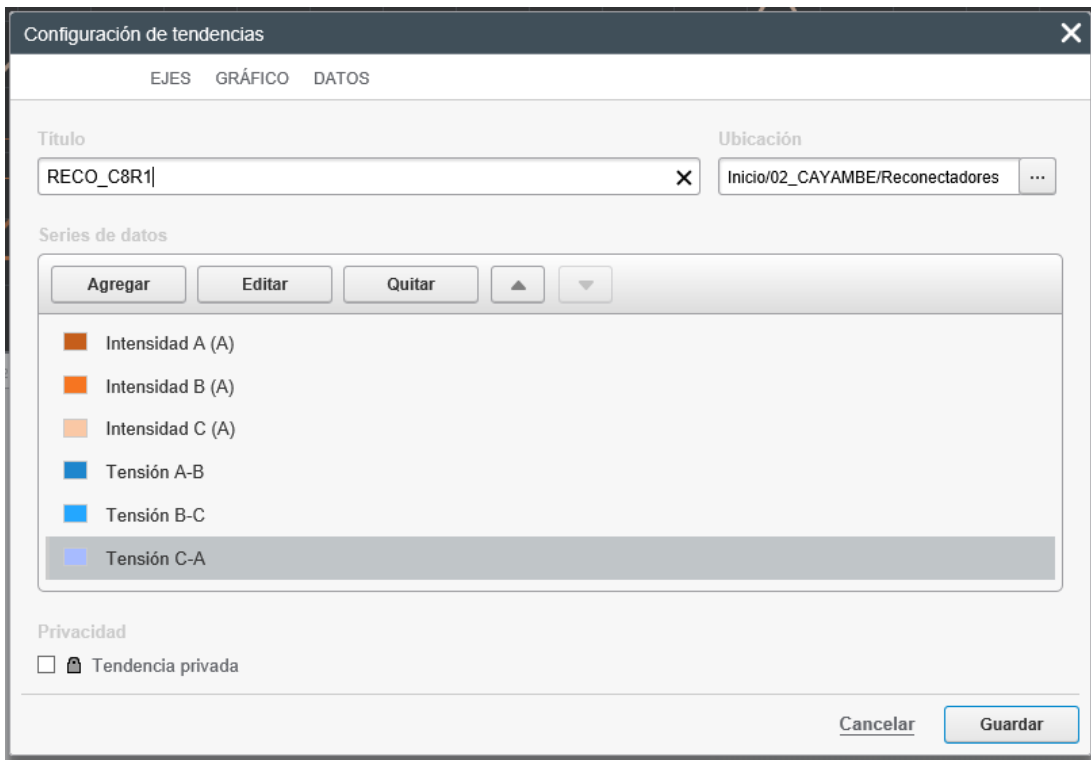 Configuración de tendencias
EJES GRÁFICO DATOS
Título
Ubicación
RECO_C8R1
Inicio/02_CAYAMBE/Reconectadores
...
Series de datos
Agregar Editar Quitar
Intensidad A (A)
Intensidad B (A)
Intensidad C (A)
Tensión A-B
Tensión B-C
Tensión C-A
Privacidad
Tendencia privada
Cancelar Guardar